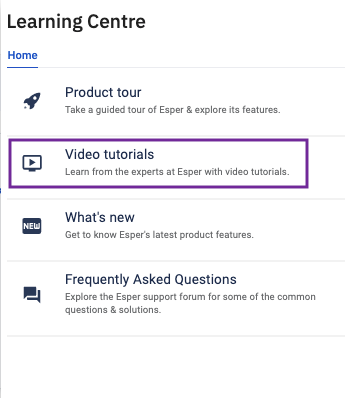 Learning Centre
Home
Product tour
Take a guided tour of Esper & explore its features.
Video tutorials
Learn from the experts at Esper with video tutorials.
NEW
What's new
Get to know Esper's latest product features.
Frequently Asked Questions
Explore the Esper support forum for some of the common
questions & solutions.